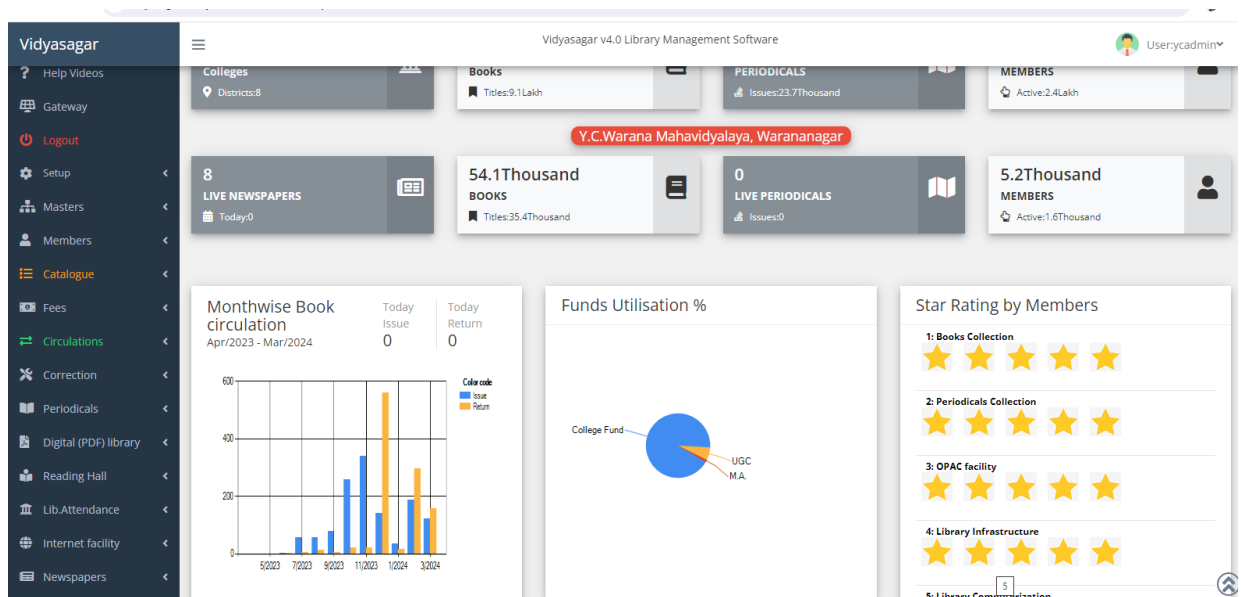 Vidyasagar
Vidyasagar v4.0 Library Management Software
User:ycadmin
Help Videos
Gateway
Logout
Setup
Masters
Members
Catalogue
Fees
Circulations
Correction
Periodicals
Digital (PDF) library
Reading Hall
Lib.Attendance
Internet facility
Newspapers
Colleges
Districts:8
Books
Titles:9.1Lakh
PERIODICALS
Issues:23.7Thousand
MEMBERS
Active:2.4Lakh
Y.C.Warana Mahavidyalaya, Warananagar
8
LIVE NEWSPAPERS
Today:0
54.1Thousand
BOOKS
Titles:35.4Thousand
0
LIVE PERIODICALS
Issues:0
5.2Thousand
MEMBERS
Active:1.6Thousand
Monthwise Book
circulation
Apr/2023 - Mar/2024
Today
Issue
0
Today
Return
0
Color code
Issue
Return
600
400
200
0
5/2023 7/2023 9/2023 11/2023 1/2024 3/2024
Funds Utilisation %
College Fund
UGC
M.A.
Star Rating by Members
1: Books Collection
2: Periodicals Collection
3: OPAC facility
4: Library Infrastructure
5
5: Library Computerization